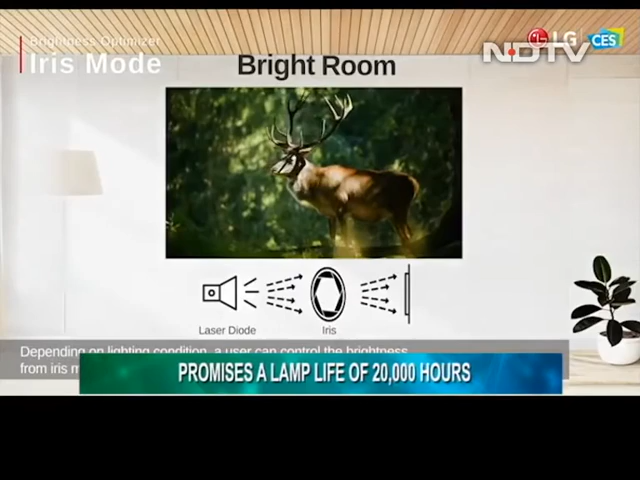 Brightness Optimizer
Iris Mode
LG
CES
NDTV
Bright Room
Laser Diode
Iris
Depending on lighting condition, a user can control the brightness
from iris
PROMISES A LAMP LIFE OF 20,000 HOURS